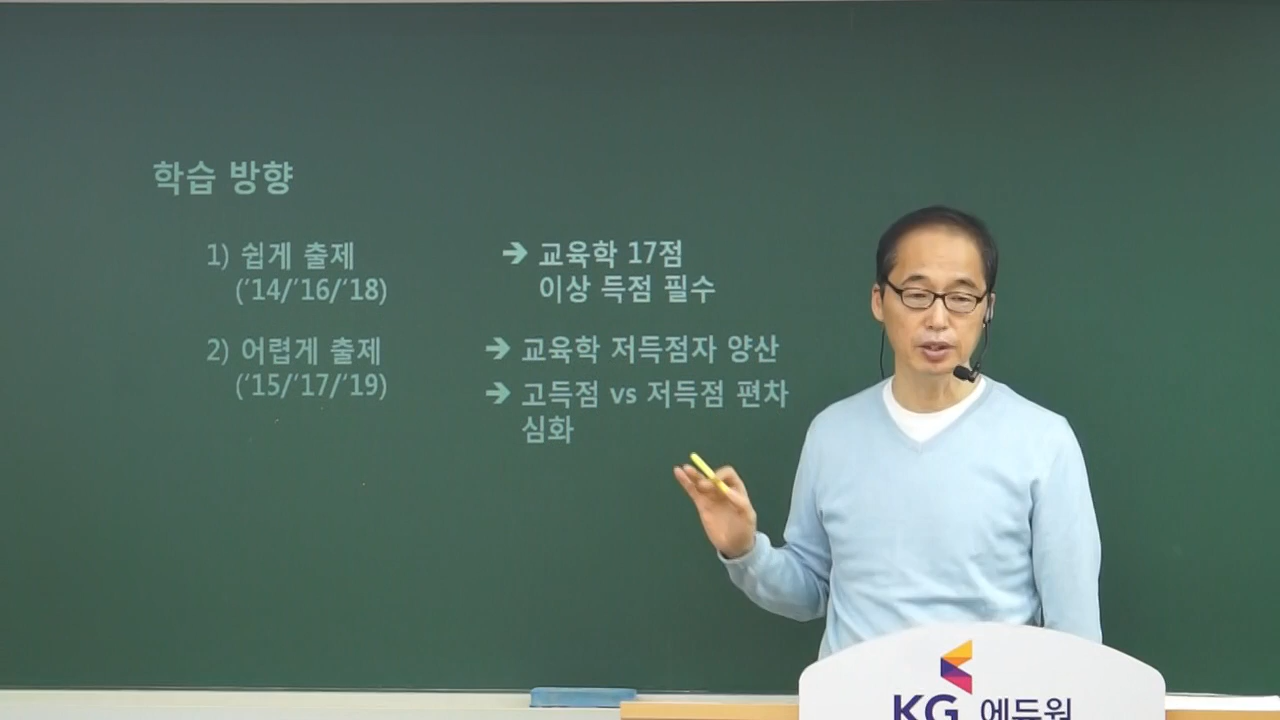 학습 방향
1) 쉽게 출제
(′14/′16/′18)
➔ 교육학 17점
이상 득점 필수
2) 어렵게 출제
(′15/′17/′19)
➔ 교육학 저득점자 양산
➔ 고득점 vs 저득점 편차
심화
KG 에듀원